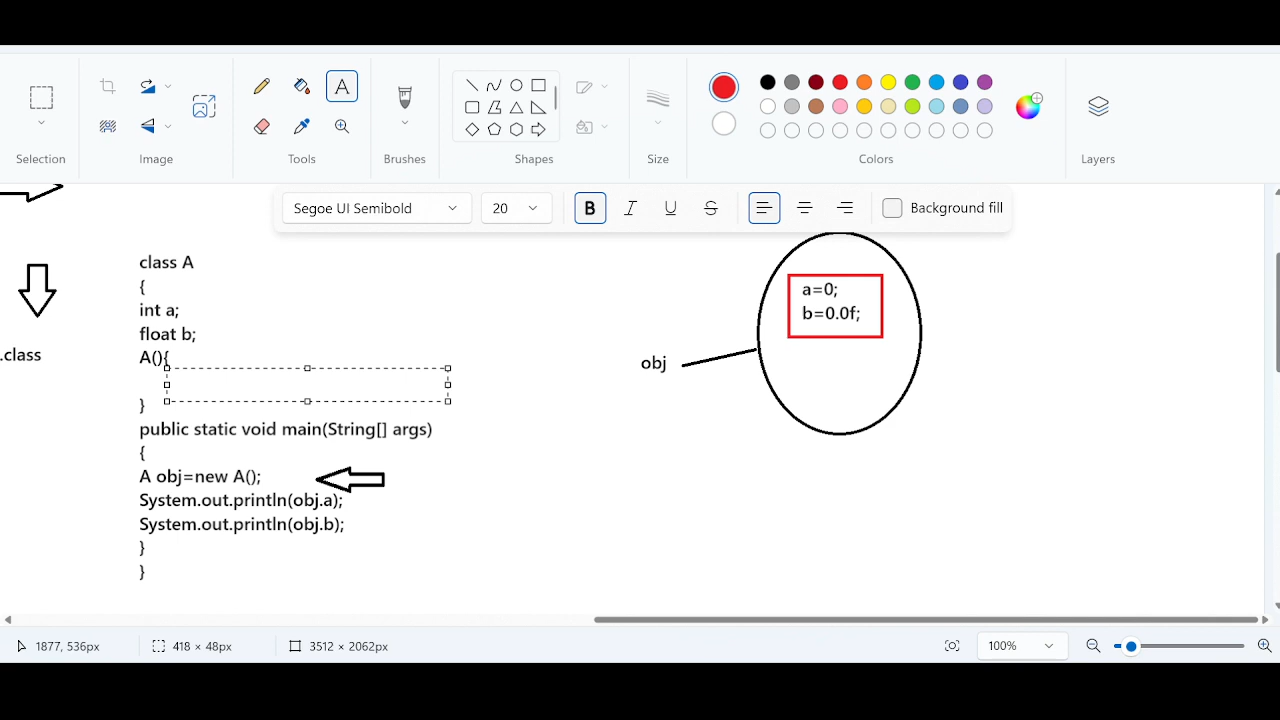 Selection
Image
Tools
Brushes
Shapes
Size
Colors
Layers
Segoe UI Semibold
20
B
I
U
S
Background fill
A
class A
{
int a;
float b;
A(){
}
public static void main(String[] args)
{
A obj=new A();
System.out.println(obj.a);
System.out.println(obj.b);
}
}
.class
obj
a=0;
b=0.0f;
1877, 536px
418 × 48px
3512 × 2062px
100%